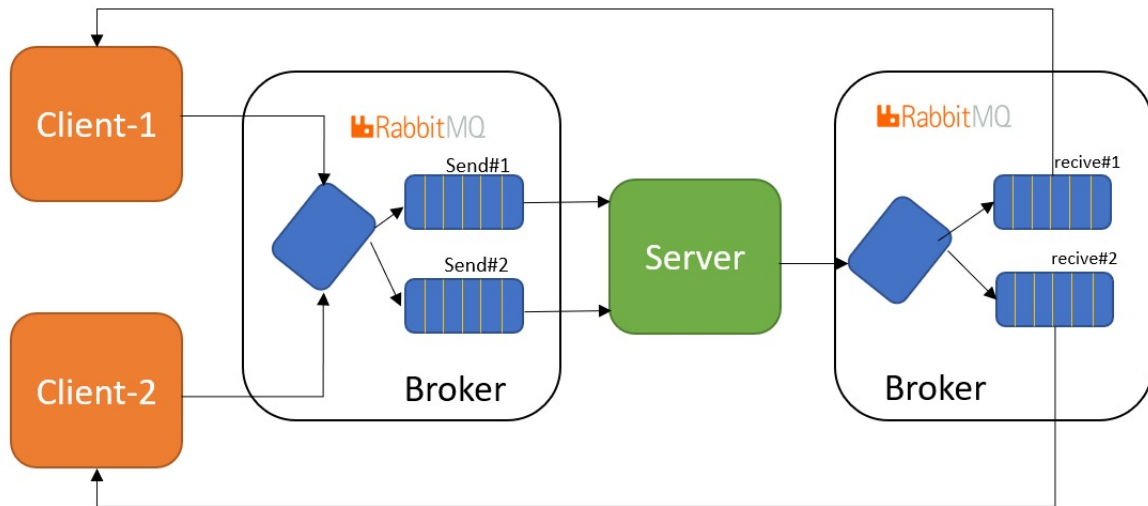 Client-1
RabbitMQ
Send#1
Send#2
Broker
Server
RabbitMQ
recive#1
recive#2
Broker
Client-2